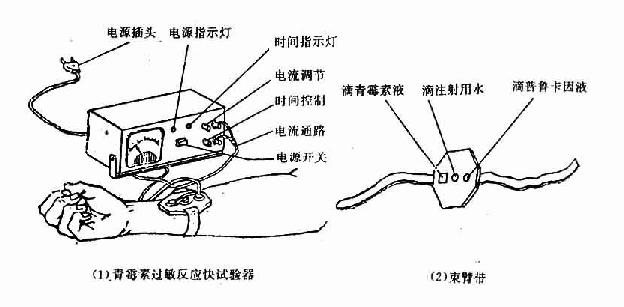 电源插头 电源指示灯
时间指示灯
电流调节
时间控制
电流通路
电源开关
滴青霉素液
滴注射用水
滴普鲁卡因液
(1)青霉素过敏反应快试验器
(2)束臂带